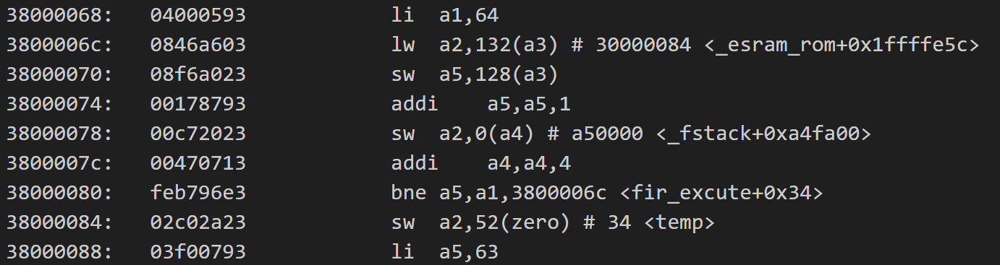 38000068: 04000593 li a1,64
3800006c: 0846a603 lw a2,132(a3) # 30000084 <_esram_rom+0x1ffffe5c>
38000070: 08f6a023 sw a5,128(a3)
38000074: 00178793 addi a5,a5,1
38000078: 00c72023 sw a2,0(a4) # a50000 <_fstack+0xa4fa00>
3800007c: 00470713 addi a4,a4,4
38000080: feb796e3 bne a5,a1,3800006c <fir_excute+0x34>
38000084: 02c02a23 sw a2,52(zero) # 34 <temp>
38000088: 03f00793 li a5,63